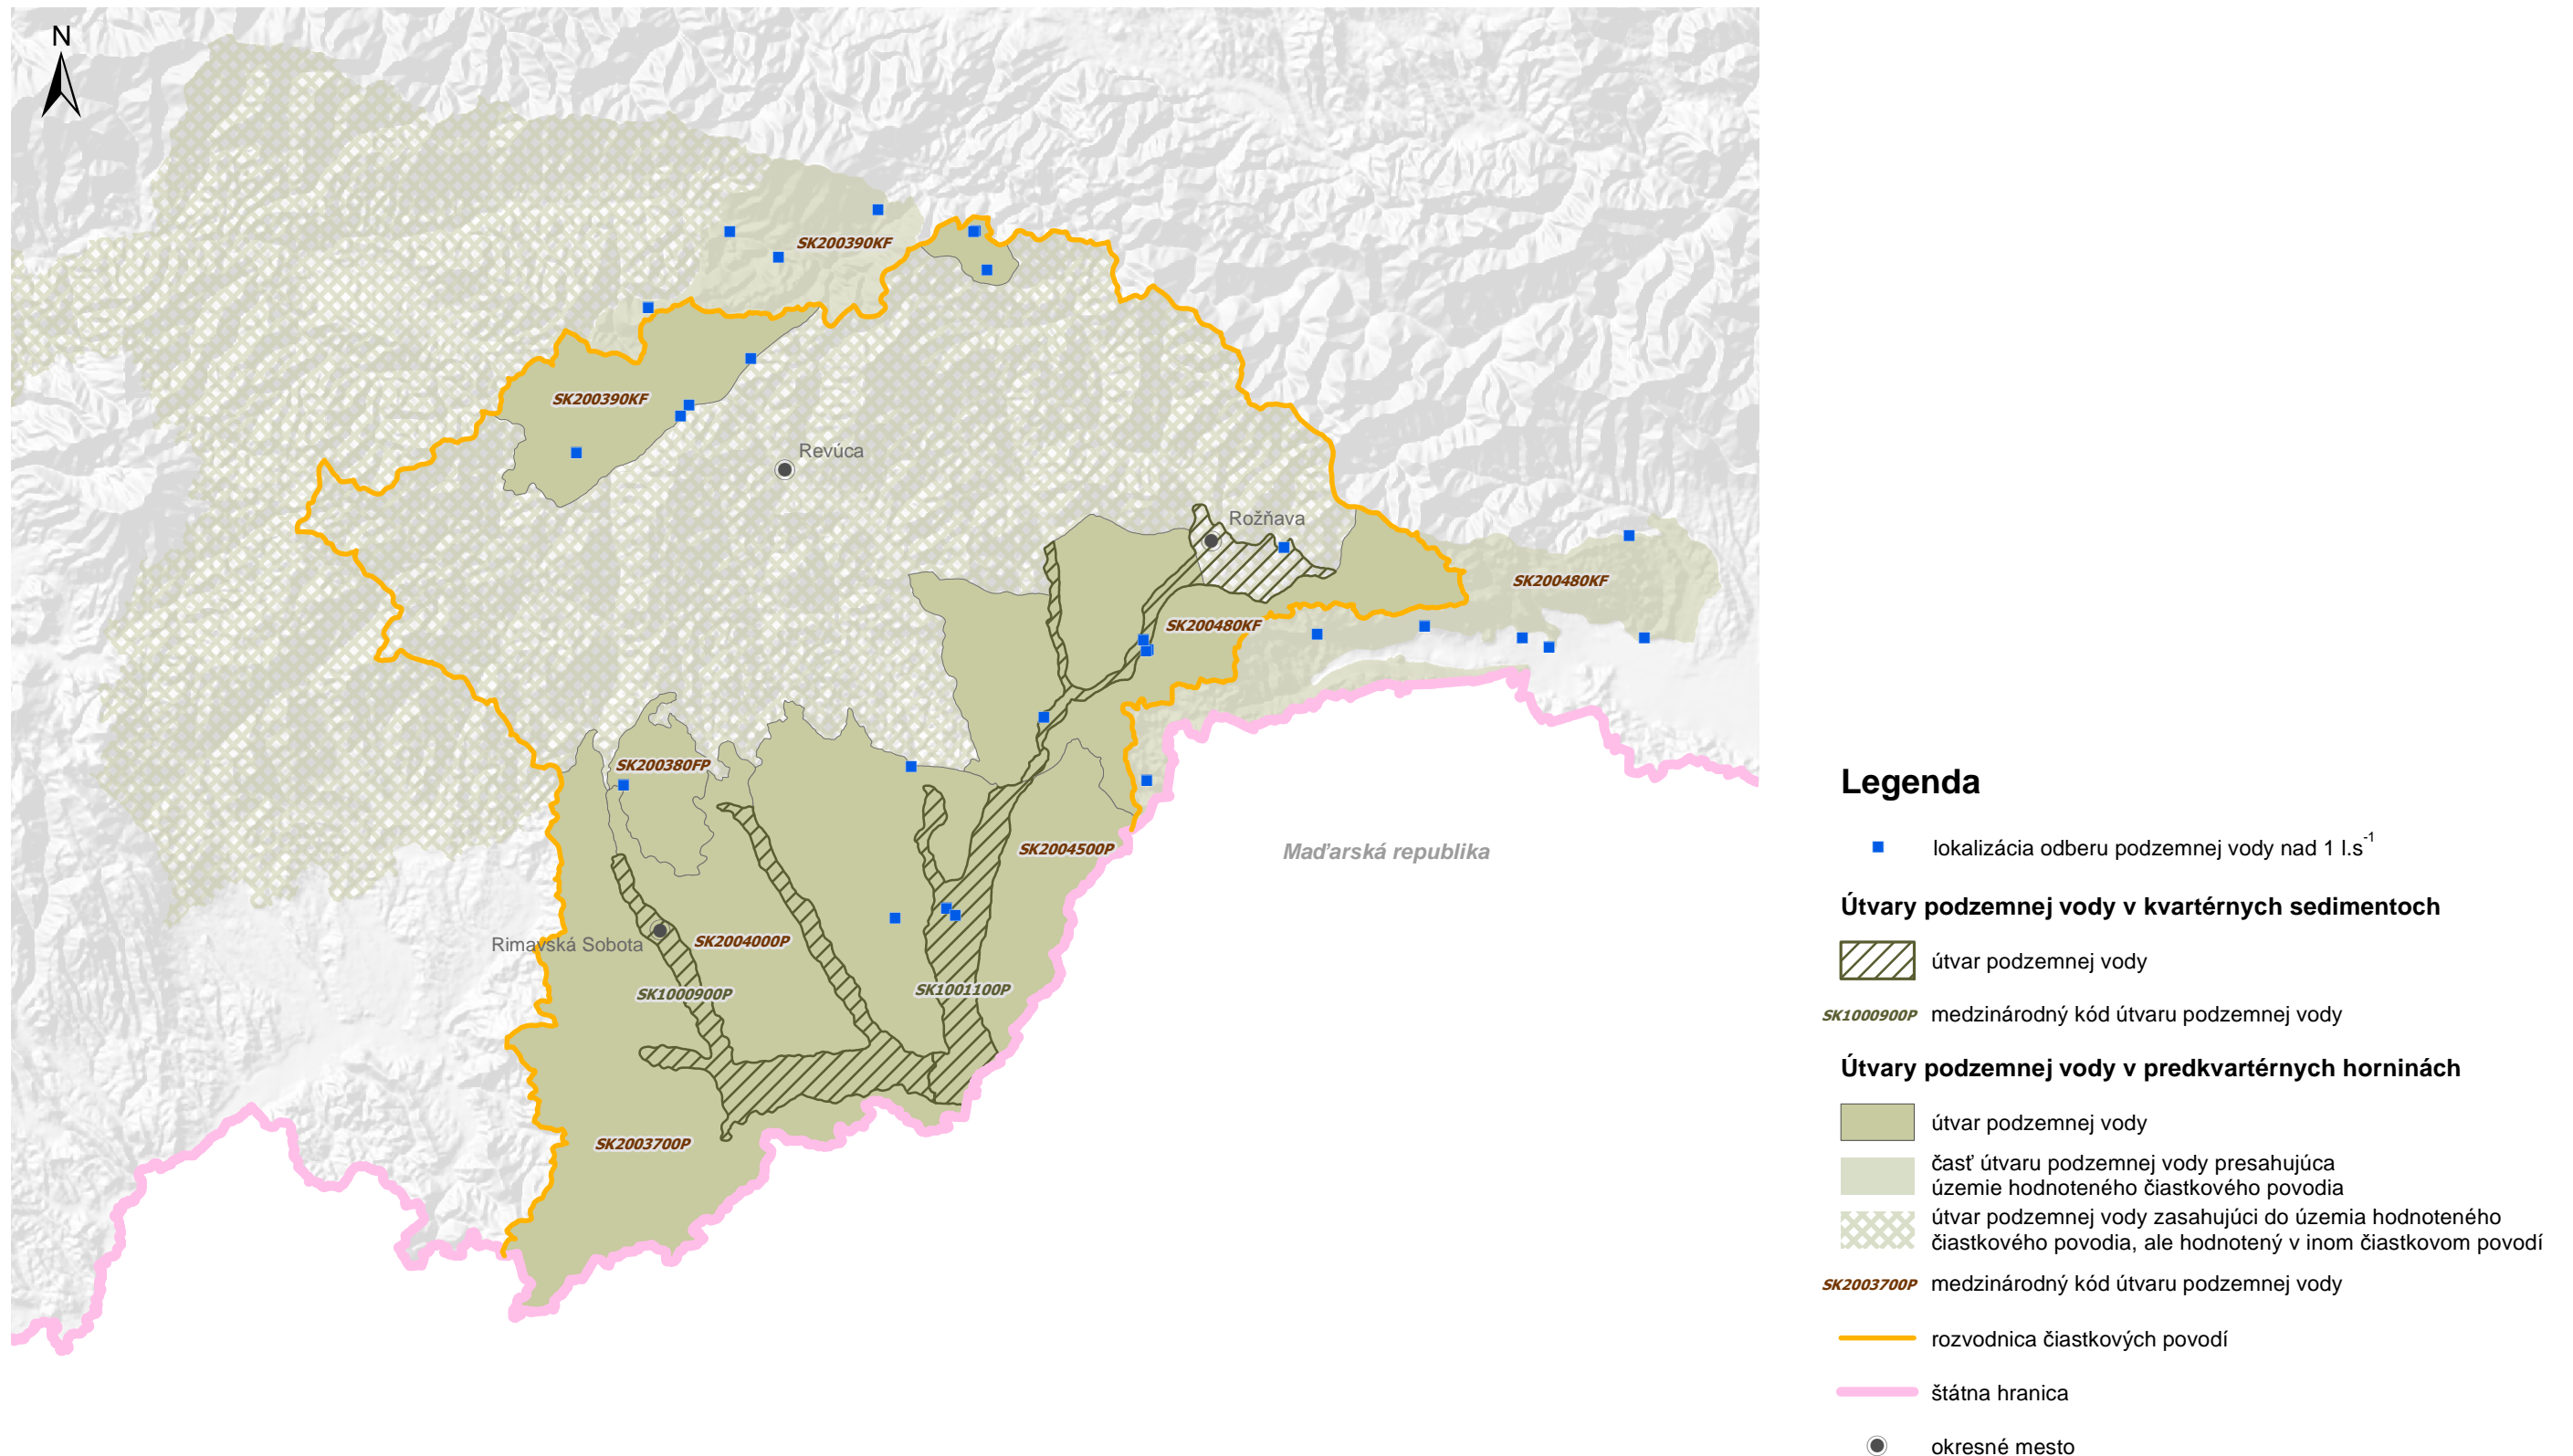 N
SK200390KF
SK200390KF
Revúca
Rožňava
SK200480KF
SK200480KF
SK200380FP
SK2004500P
Maďarská republika
Rimavská Sobota
SK2004000P
SK1000900P
SK1001100P
SK2003700P
Legenda
lokalizácia odberu podzemnej vody nad 1 l.s-1
Útvary podzemnej vody v kvartérnych sedimentoch
útvar podzemnej vody
SK1000900P medzinárodný kód útvaru podzemnej vody
Útvary podzemnej vody v predkvartérnych horninách
útvar podzemnej vody
časť útvaru podzemnej vody presahujúca
územie hodnoteného čiastkového povodia
útvar podzemnej vody zasahujúci do územia hodnoteného
čiastkového povodia, ale hodnotený v inom čiastkovom povodí
SK2003700P medzinárodný kód útvaru podzemnej vody
rozvodnica čiastkových povodí
štátna hranica
okresné mesto